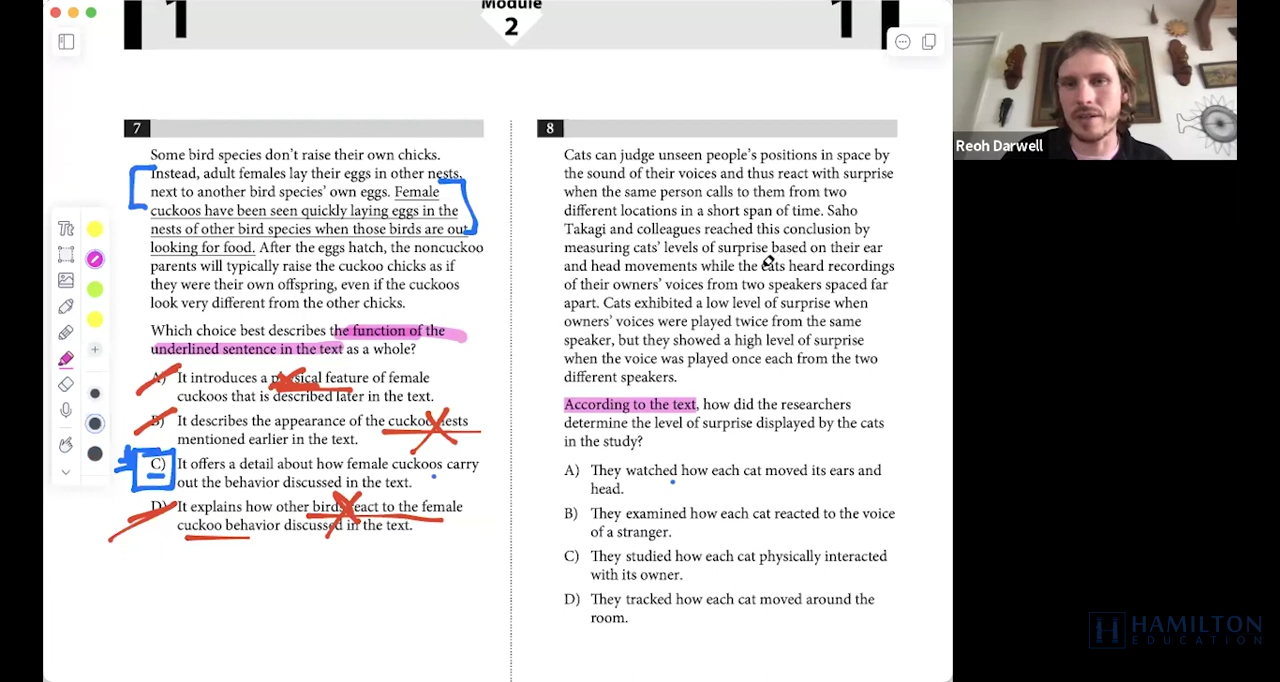 Module
1
2
1
7
Some bird species don't raise their own chicks.
Instead, adult females lay their eggs in other nests,
next to another bird species' own eggs. Female
cuckoos have been seen quickly laying eggs in the
nests of other bird species when those birds are out
looking for food. After the eggs hatch, the noncuckoo
parents will typically raise the cuckoo chicks as if
they were their own offspring, even if the cuckoos
look very different from the other chicks.
Which choice best describes the function of the
underlined sentence in the text as a whole?
A) It introduces a physical feature of female
cuckoos that is described later in the text.
B) It describes the appearance of the cuckoo nests
mentioned earlier in the text.
C) It offers a detail about how female cuckoos carry
out the behavior discussed in the text.
D) It explains how other birds react to the female
cuckoo behavior discussed in the text.
8
Cats can judge unseen people's positions in space by
the sound of their voices and thus react with surprise
when the same person calls to them from two
different locations in a short span of time. Saho
Takagi and colleagues reached this conclusion by
measuring cats' levels of surprise based on their ear
and head movements while the cats heard recordings
of their owners' voices from two speakers spaced far
apart. Cats exhibited a low level of surprise when
owners' voices were played twice from the same
speaker, but they showed a high level of surprise
when the voice was played once each from the two
different speakers.
According to the text, how did the researchers
determine the level of surprise displayed by the cats
in the study?
A) They watched how each cat moved its ears and
head.
B) They examined how each cat reacted to the voice
of a stranger.
C) They studied how each cat physically interacted
with its owner.
D) They tracked how each cat moved around the
room.
Reoh Darwell
HAMILTON
EDUCATION
Tt